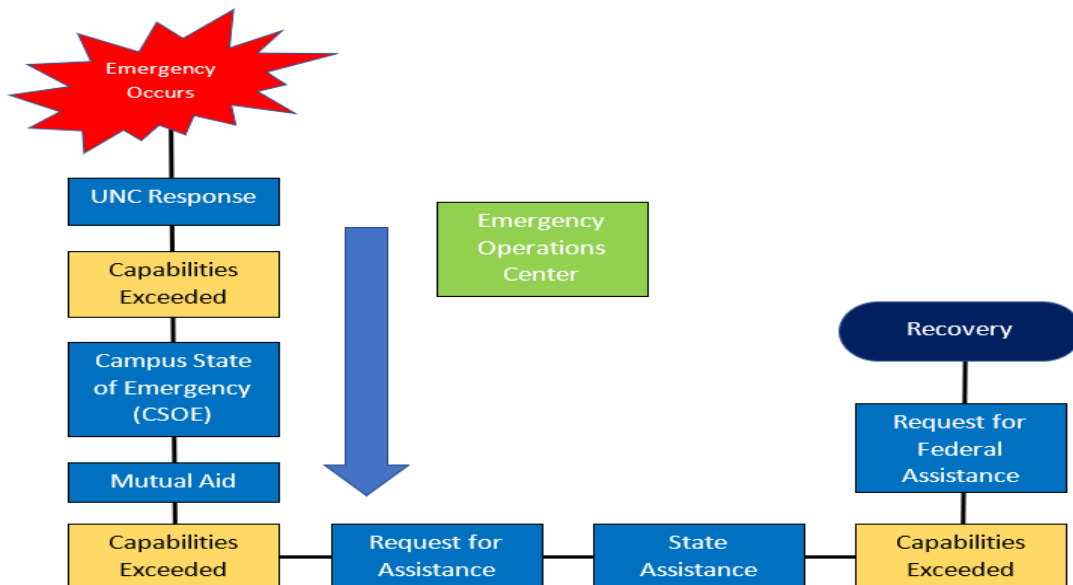 Emergency
Occurs
UNC Response
Capabilities
Exceeded
Campus State
of Emergency
(CSOE)
Mutual Aid
Capabilities
Exceeded
Request for
Assistance
State
Assistance
Capabilities
Exceeded
Request for
Federal
Assistance
Recovery
Emergency
Operations
Center